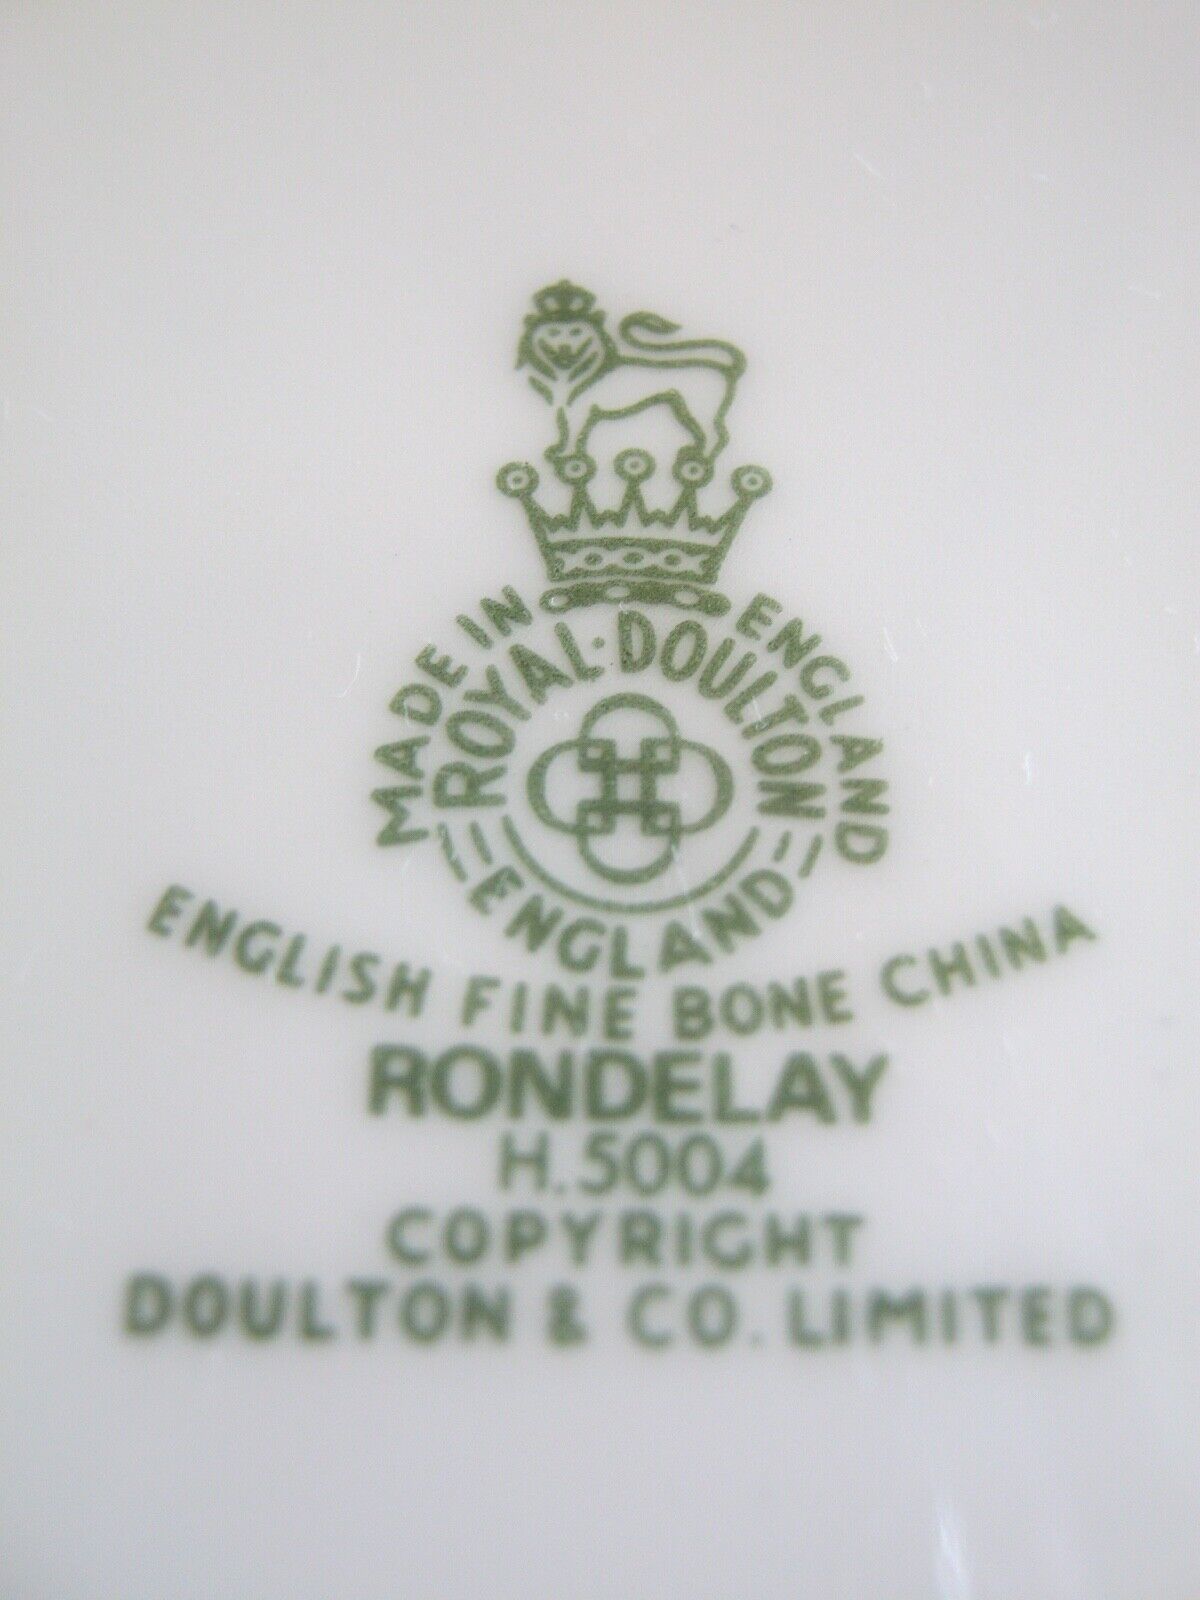 MADE IN ENGLAND
ROYAL·DOULTON
ENGLAND
ENGLISH FINE BONE CHINA
RONDELAY
H.5004
COPYRIGHT
DOULTON & CO. LIMITED